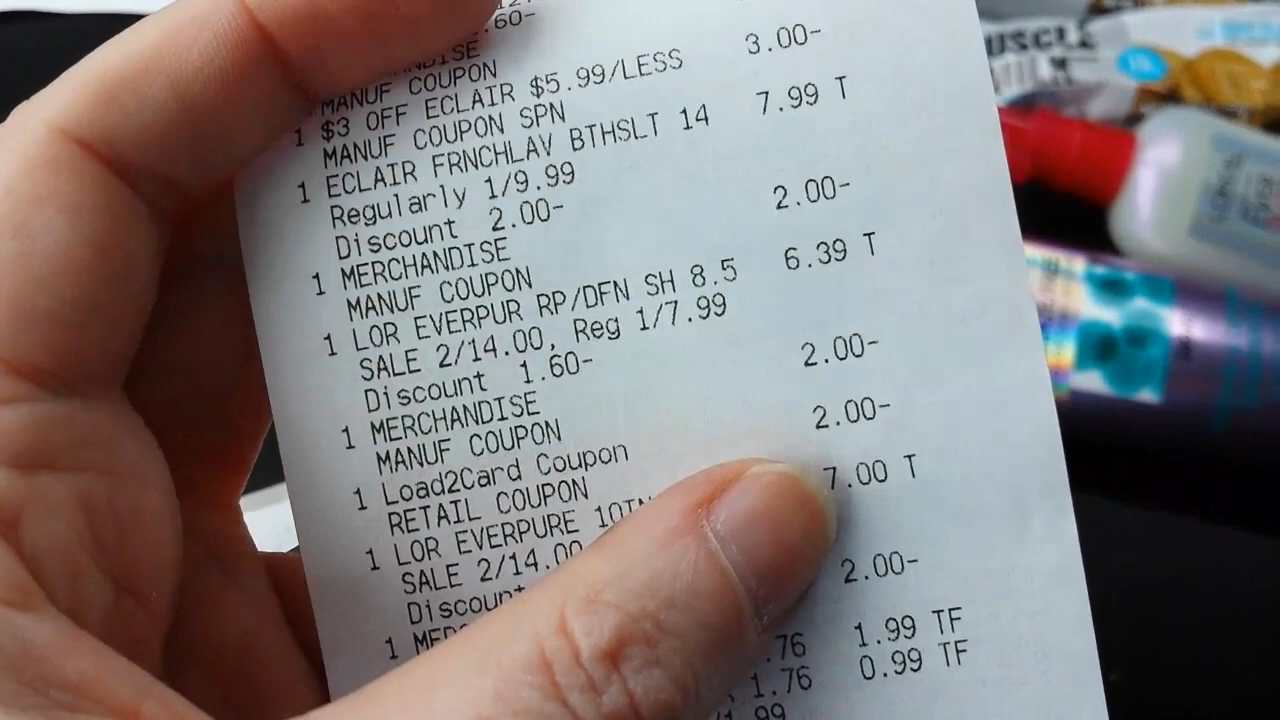 .60-
MANUF COUPON
1 $3 OFF ECLAIR $5.99/LESS 3.00-
MANUF COUPON SPN
1 ECLAIR FRNCHLAV BTHSLT 14 7.99 T
Regularly 1/9.99
Discount 2.00-
1 MERCHANDISE 2.00-
MANUF COUPON
1 LOR EVERPUR RP/DFN SH 8.5 6.39 T
SALE 2/14.00, Reg 1/7.99
Discount 1.60-
1 MERCHANDISE 2.00-
MANUF COUPON
1 Load2Card Coupon 2.00-
RETAIL COUPON
1 LOR EVERPURE 7.00 T
SALE 2/14.00
Discount
1 2.00-
.76 1.99 TF
1.76 0.99 TF